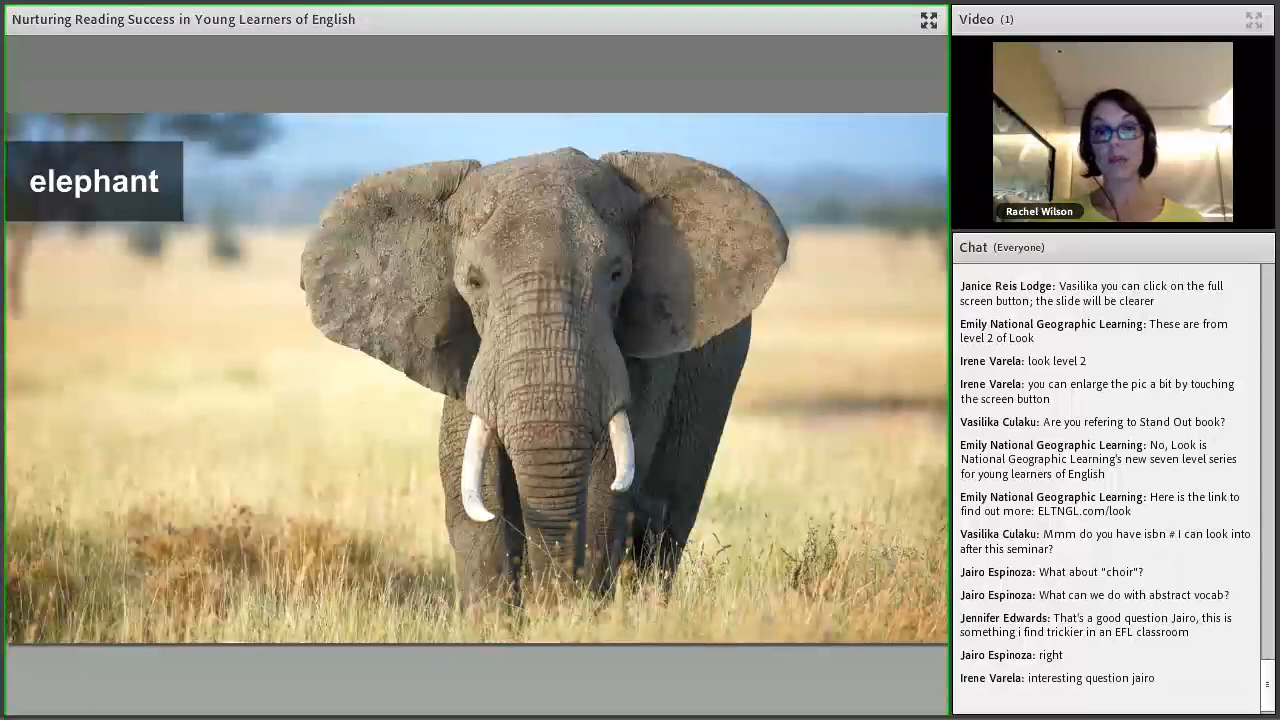 Nurturing Reading Success in Young Learners of English
elephant
Video (1)
Rachel Wilson
Chat (Everyone)
Janice Reis Lodge: Vasilika you can click on the full
screen button; the slide will be clearer
Emily National Geographic Learning: These are from
level 2 of Look
Irene Varela: look level 2
Irene Varela: you can enlarge the pic a bit by touching
the screen button
Vasilika Culaku: Are you refering to Stand Out book?
Emily National Geographic Learning: No, Look is
National Geographic Learning's new seven level series
for young learners of English
Emily National Geographic Learning: Here is the link to
find out more: ELTNGL.com/look
Vasilika Culaku: Mmm do you have isbn # I can look into
after this seminar?
Jairo Espinoza: What about "choir"?
Jairo Espinoza: What can we do with abstract vocab?
Jennifer Edwards: That's a good question Jairo, this is
something i find trickier in an EFL classroom
Jairo Espinoza: right
Irene Varela: interesting question jairo